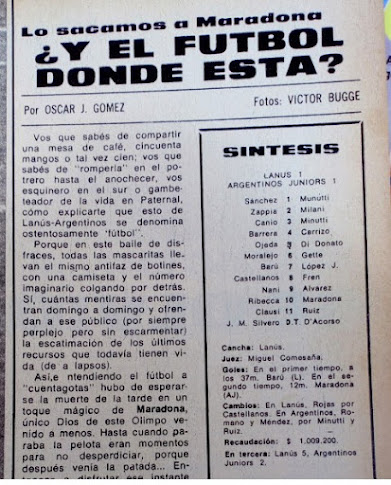 Lo sacamos a Maradona
¿Y EL FUTBOL
DONDE ESTA?
Por OSCAR J. GOMEZ
Fotos: VICTOR BUGGE
Vos que sabés de compartir
una mesa de café, cincuenta
mangos o tal vez cien; vos que
sabés de "romperla" en el
potrero hasta el anochecer, vos
esquinero en el sur o gambe-
teador de la vida en Paternal,
cómo explicarte que esto de
Lanús-Argentinos se denomina
ostentosamente 'fútbol'.
Porque en este baile de dis-
fraces, todas las mascaritas lle-
van el mismo antifaz de botines,
con una camiseta y el número
imaginario colgando por detrás.
Sí, cuántas mentiras se encuen-
tran domingo a domingo y ofren-
dan a ese público (por siempre
perplejo pero sin escarmentar)
la escatimación de los últimos
recursos que todavía tienen vi-
da (de a lapsos).
Así,e ntendiendo el fútbol a
"cuentagotas" hubo de esperar-
se la muerte de la tarde en un
toque mágico de Maradona,
único Dios de este Olimpo ve-
nido a menos. Hasta cuando pa-
raba la pelota eran momentos
para no desperdiciar, porque
después venía la patada... En-
SINTESIS
LANUS 1
ARGENTINOS JUNIORS 1
Sánchez 1 Munutti
Zappia 2 Milani
Canio 3 Minutti
Barrera 4 Cerrizo
Ojeda 5 Di Donato
Moralejo 6 Gette
Barú 7 López J.
Castellanos 8 Fren
Nani 9 Alvarez
Ribecca 10 Maradona
Clausi 11 Ruiz
J. M. Silvero D.T. D'Acorso
Cancha: Lanús.
Juez: Miguel Comesaña.
Goles: En el primer tiempo, a
los 37m. Barú (L). En el se-
gundo tiempo, 12m. Maradona
(AJ).
Cambios: En Lanús, Rojas por
Castellanos. En Argentinos, Ro-
mano y Méndez, por Minutti y
Ruiz.
Recaudación: $ 1.009.200.
En tercera: Lanús 5, Argentinos
Juniors 2.